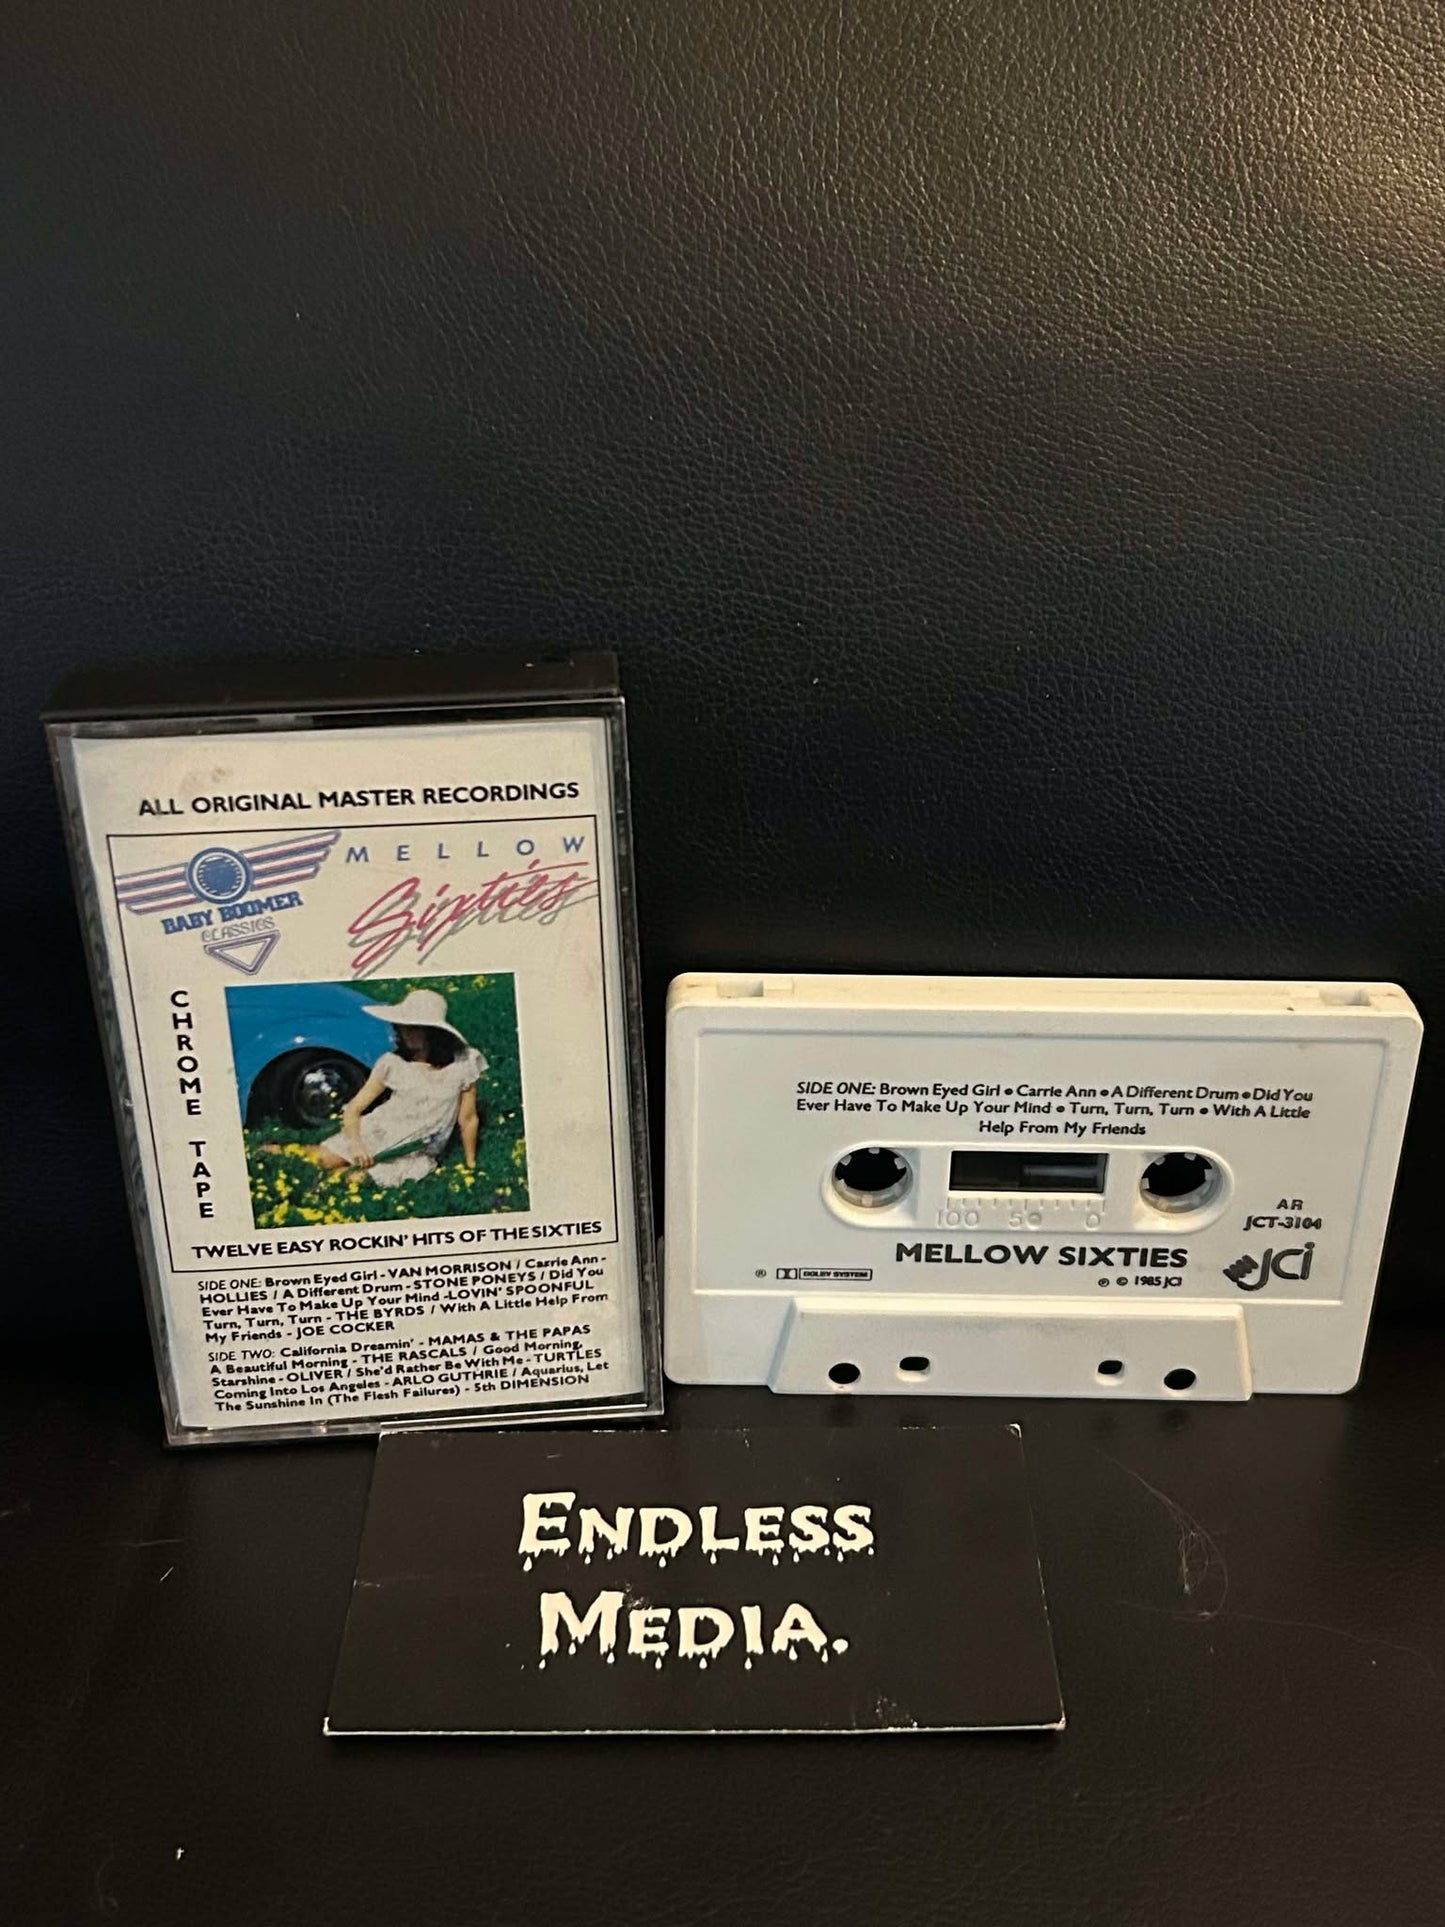 ALL ORIGINAL MASTER RECORDINGS
MELLOW
Sixties
BABY BOOMER
CLASSICS
CHROME TAPE
TWELVE EASY ROCKIN' HITS OF THE SIXTIES
SIDE ONE: Brown Eyed Girl - VAN MORRISON / Carrie Ann -
HOLLIES / A Different Drum - STONE PONEYS / Did You
Ever Have To Make Up Your Mind -LOVIN' SPOONFUL
Turn, Turn, Turn - THE BYRDS / With A Little Help From
My Friends - JOE COCKER
SIDE TWO: California Dreamin' - MAMAS & THE PAPAS
A Beautiful Morning - THE RASCALS / Good Morning,
Starshine - OLIVER / She'd Rather Be With Me - TURTLES
Coming Into Los Angeles - ARLO GUTHRIE / Aquarius, Let
The Sunshine In (The Flesh Failures) - 5th DIMENSION
SIDE ONE: Brown Eyed Girl • Carrie Ann • A Different Drum • Did You
Ever Have To Make Up Your Mind • Turn, Turn, Turn • With A Little
Help From My Friends
100 50 0
AR
JCT-3104
MELLOW SIXTIES
JCI
® DOLBY SYSTEM
℗ © 1985 JCI
ENDLESS
MEDIA.